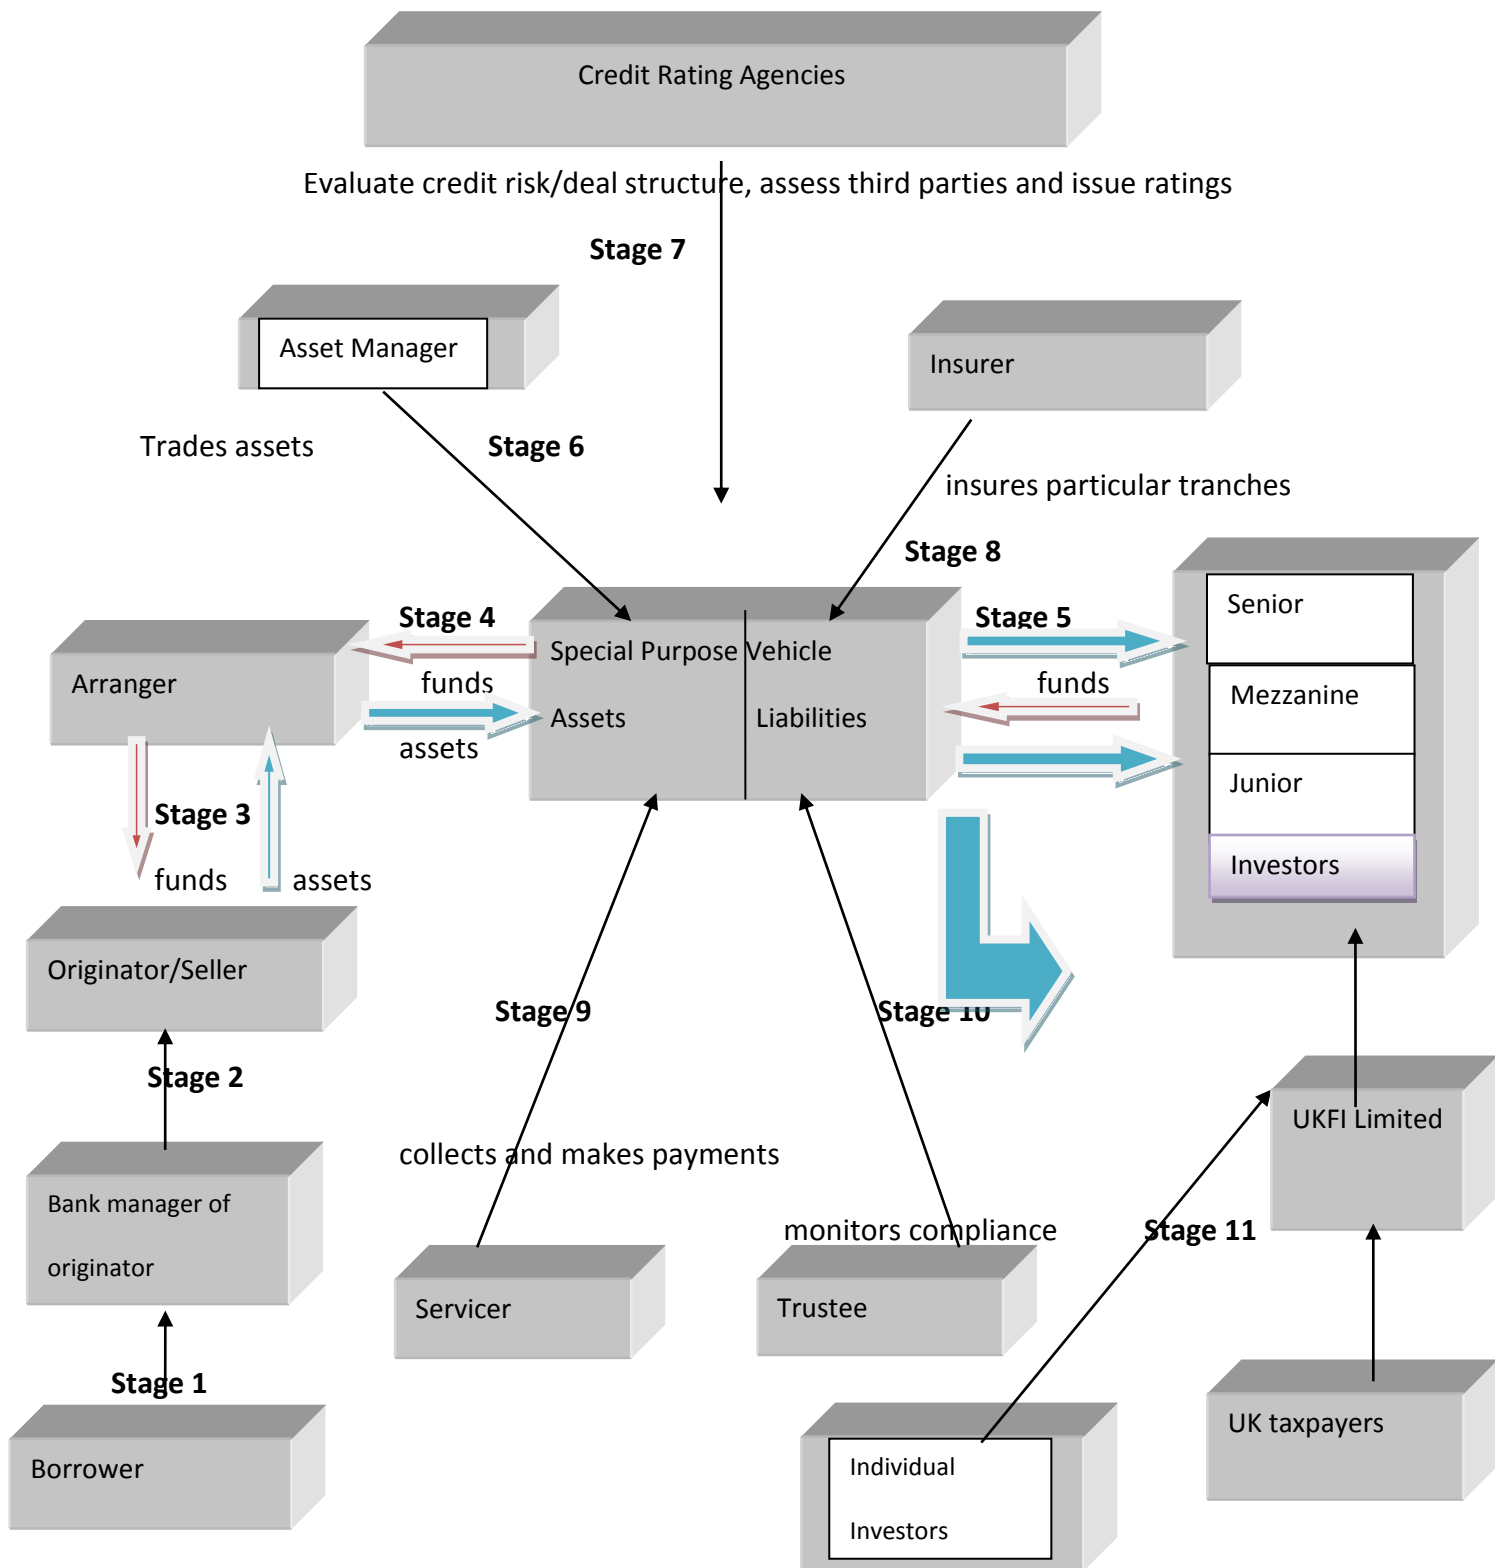 Credit Rating Agencies
Evaluate credit risk/deal structure, assess third parties and issue ratings
Stage 7
Asset Manager
Insurer
Trades assets
Stage 6
insures particular tranches
Stage 8
Senior
Stage 4
Stage 5
Special Purpose Vehicle
Arranger
funds
funds
Mezzanine
Assets
Liabilities
assets
Junior
Stage 3
Investors
funds
assets
Originator/Seller
Stage 9
Stage 10
Stage 2
UKFI Limited
collects and makes payments
Bank manager of
originator
monitors compliance
Stage 11
Servicer
Trustee
Stage 1
UK taxpayers
Borrower
Individual
Investors